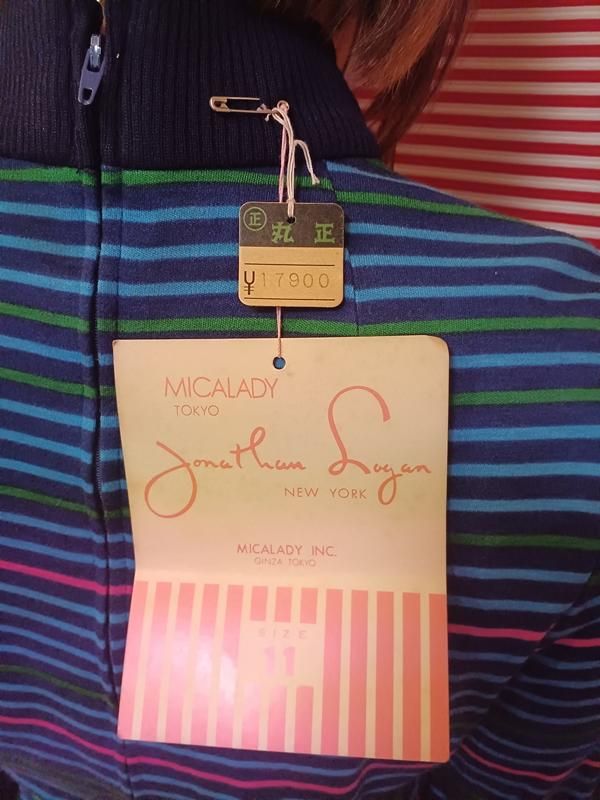 正 丸 正
¥17900
MICALADY
TOKYO
Jonathan Logan
NEW YORK
MICALADY INC.
GINZA TOKYO
SIZE
11